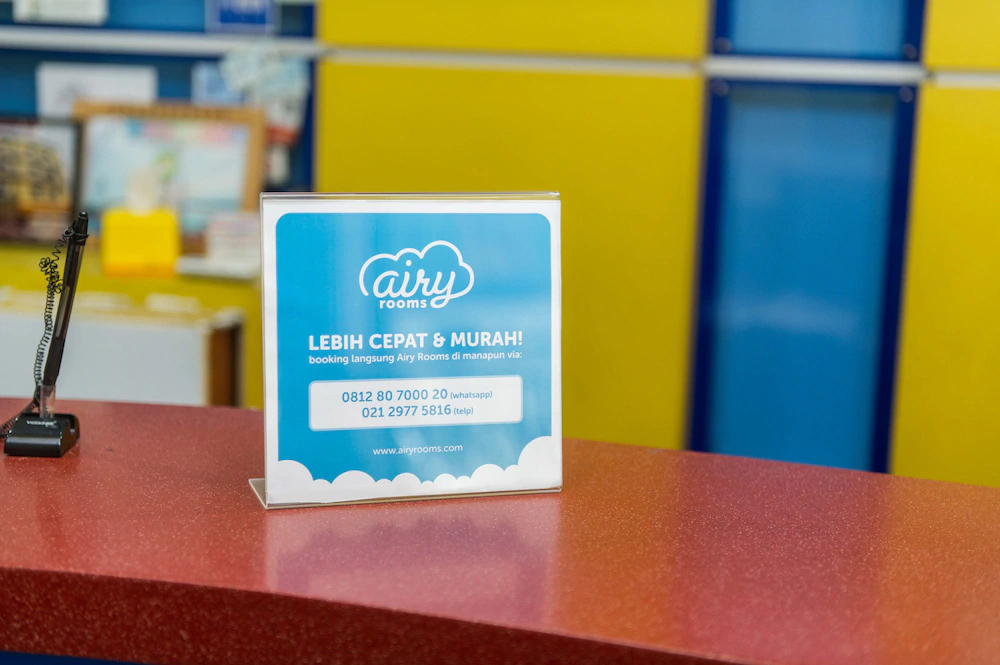 airy
rooms
LEBIH CEPAT & MURAH!
booking langsung Airy Rooms di manapun via:
0812 80 7000 20 (whatsapp)
021 2977 5816 (telp)
www.airyrooms.com